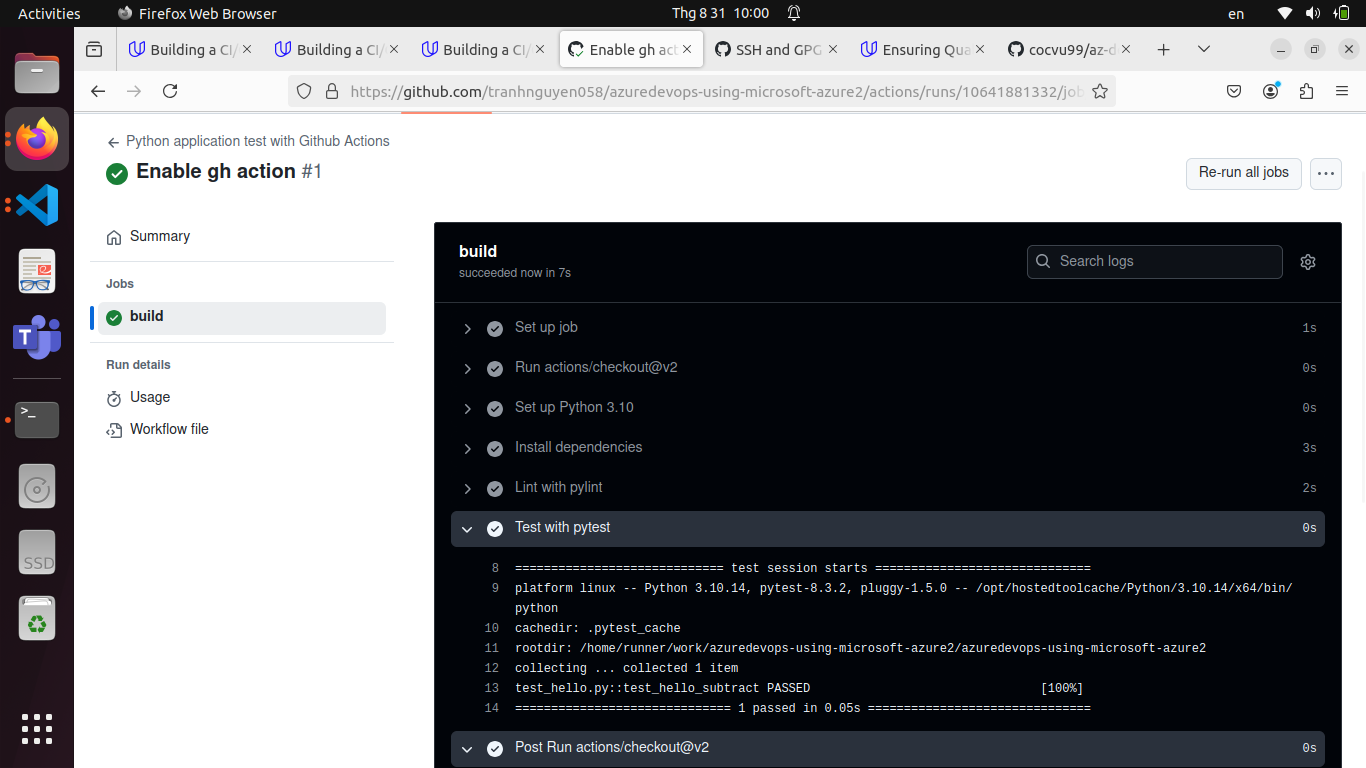 Activities
Firefox Web Browser
Thg 8 31 10:00
en
Building a CI/
Building a CI/
Building a CI/
Enable gh act
SSH and GPG
Ensuring Qua
cocvu99/az-d
https://github.com/tranhnguyen058/azuredevops-using-microsoft-azure2/actions/runs/10641881332/job
Python application test with Github Actions
Enable gh action #1
Re-run all jobs
Summary
Jobs
build
Run details
Usage
Workflow file
build
succeeded now in 7s
Search logs
Set up job 1s
Run actions/checkout@v2 0s
Set up Python 3.10 0s
Install dependencies 3s
Lint with pylint 2s
Test with pytest 0s
8 ============================= test session starts ==============================
9 platform linux -- Python 3.10.14, pytest-8.3.2, pluggy-1.5.0 -- /opt/hostedtoolcache/Python/3.10.14/x64/bin/
python
10 cachedir: .pytest_cache
11 rootdir: /home/runner/work/azuredevops-using-microsoft-azure2/azuredevops-using-microsoft-azure2
12 collecting ... collected 1 item
13 test_hello.py::test_hello_subtract PASSED [100%]
14 ============================== 1 passed in 0.05s ===============================
Post Run actions/checkout@v2 0s
T
>_
SSD